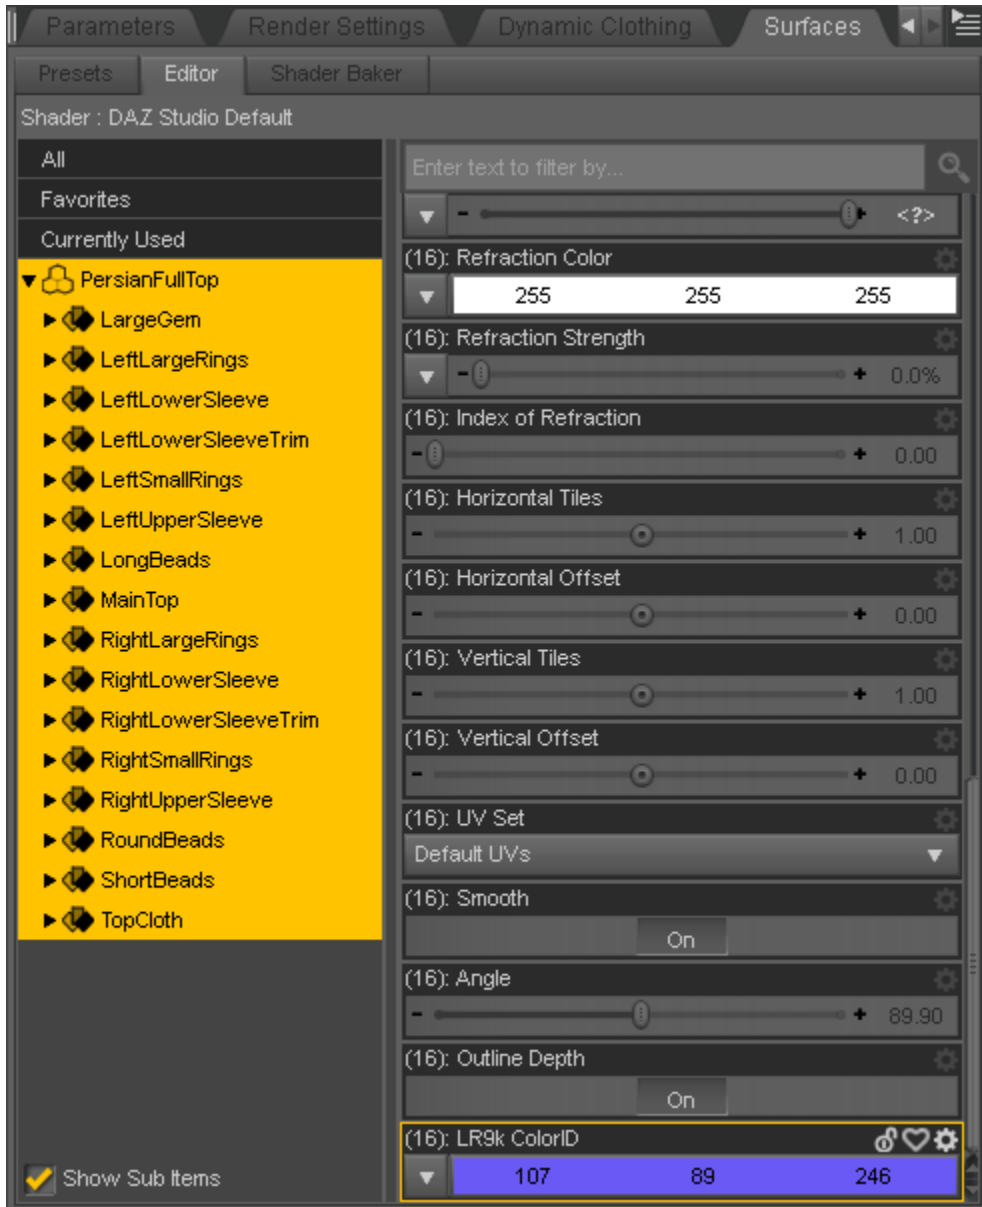 Parameters Render Settings Dynamic Clothing Surfaces
Presets Editor Shader Baker
Shader : DAZ Studio Default
All
Favorites
Currently Used
PersianFullTop
LargeGem
LeftLargeRings
LeftLowerSleeve
LeftLowerSleeveTrim
LeftSmallRings
LeftUpperSleeve
LongBeads
MainTop
RightLargeRings
RightLowerSleeve
RightLowerSleeveTrim
RightSmallRings
RightUpperSleeve
RoundBeads
ShortBeads
TopCloth
Show Sub Items
Enter text to filter by...
- + <?>
(16): Refraction Color
255 255 255
(16): Refraction Strength
- + 0.0%
(16): Index of Refraction
- + 0.00
(16): Horizontal Tiles
- + 1.00
(16): Horizontal Offset
- + 0.00
(16): Vertical Tiles
- + 1.00
(16): Vertical Offset
- + 0.00
(16): UV Set
Default UVs
(16): Smooth
On
(16): Angle
- + 89.90
(16): Outline Depth
On
(16): LR9k ColorID
107 89 246